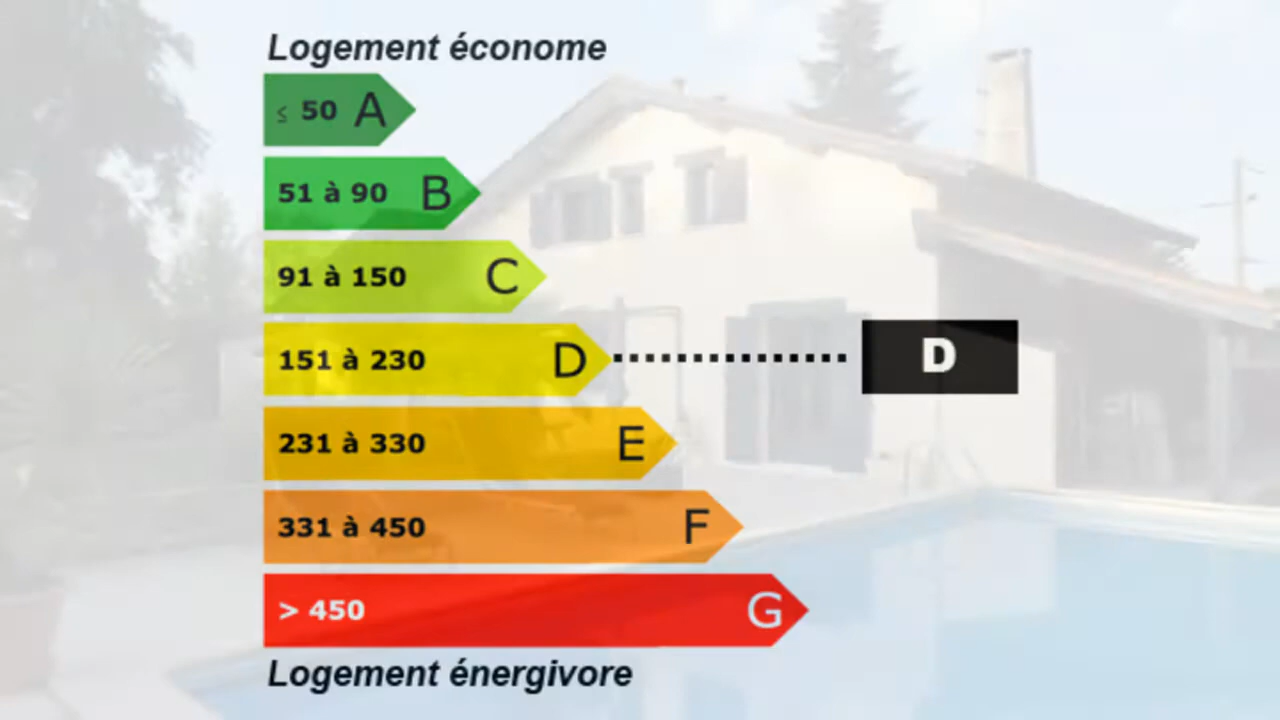 Logement économe
≤ 50 A
51 à 90 B
91 à 150 C
151 à 230 D D
231 à 330 E
331 à 450 F
> 450 G
Logement énergivore